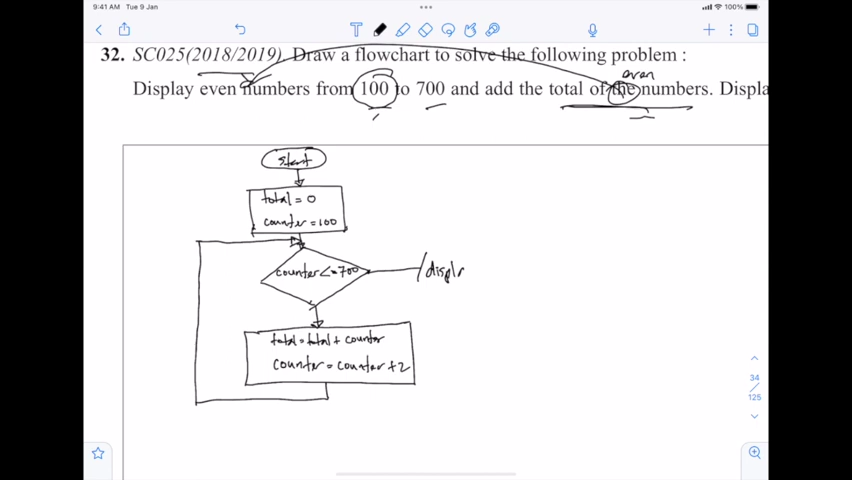 9:41 AM Tue 9 Jan
100%
32. SC025(2018/2019). Draw a flowchart to solve the following problem :
even
Display even numbers from 100 to 700 and add the total of the numbers. Displa
start
total = 0
counter = 100
counter <= 700
displa
total = total + counter
counter = counter + 2
34
125